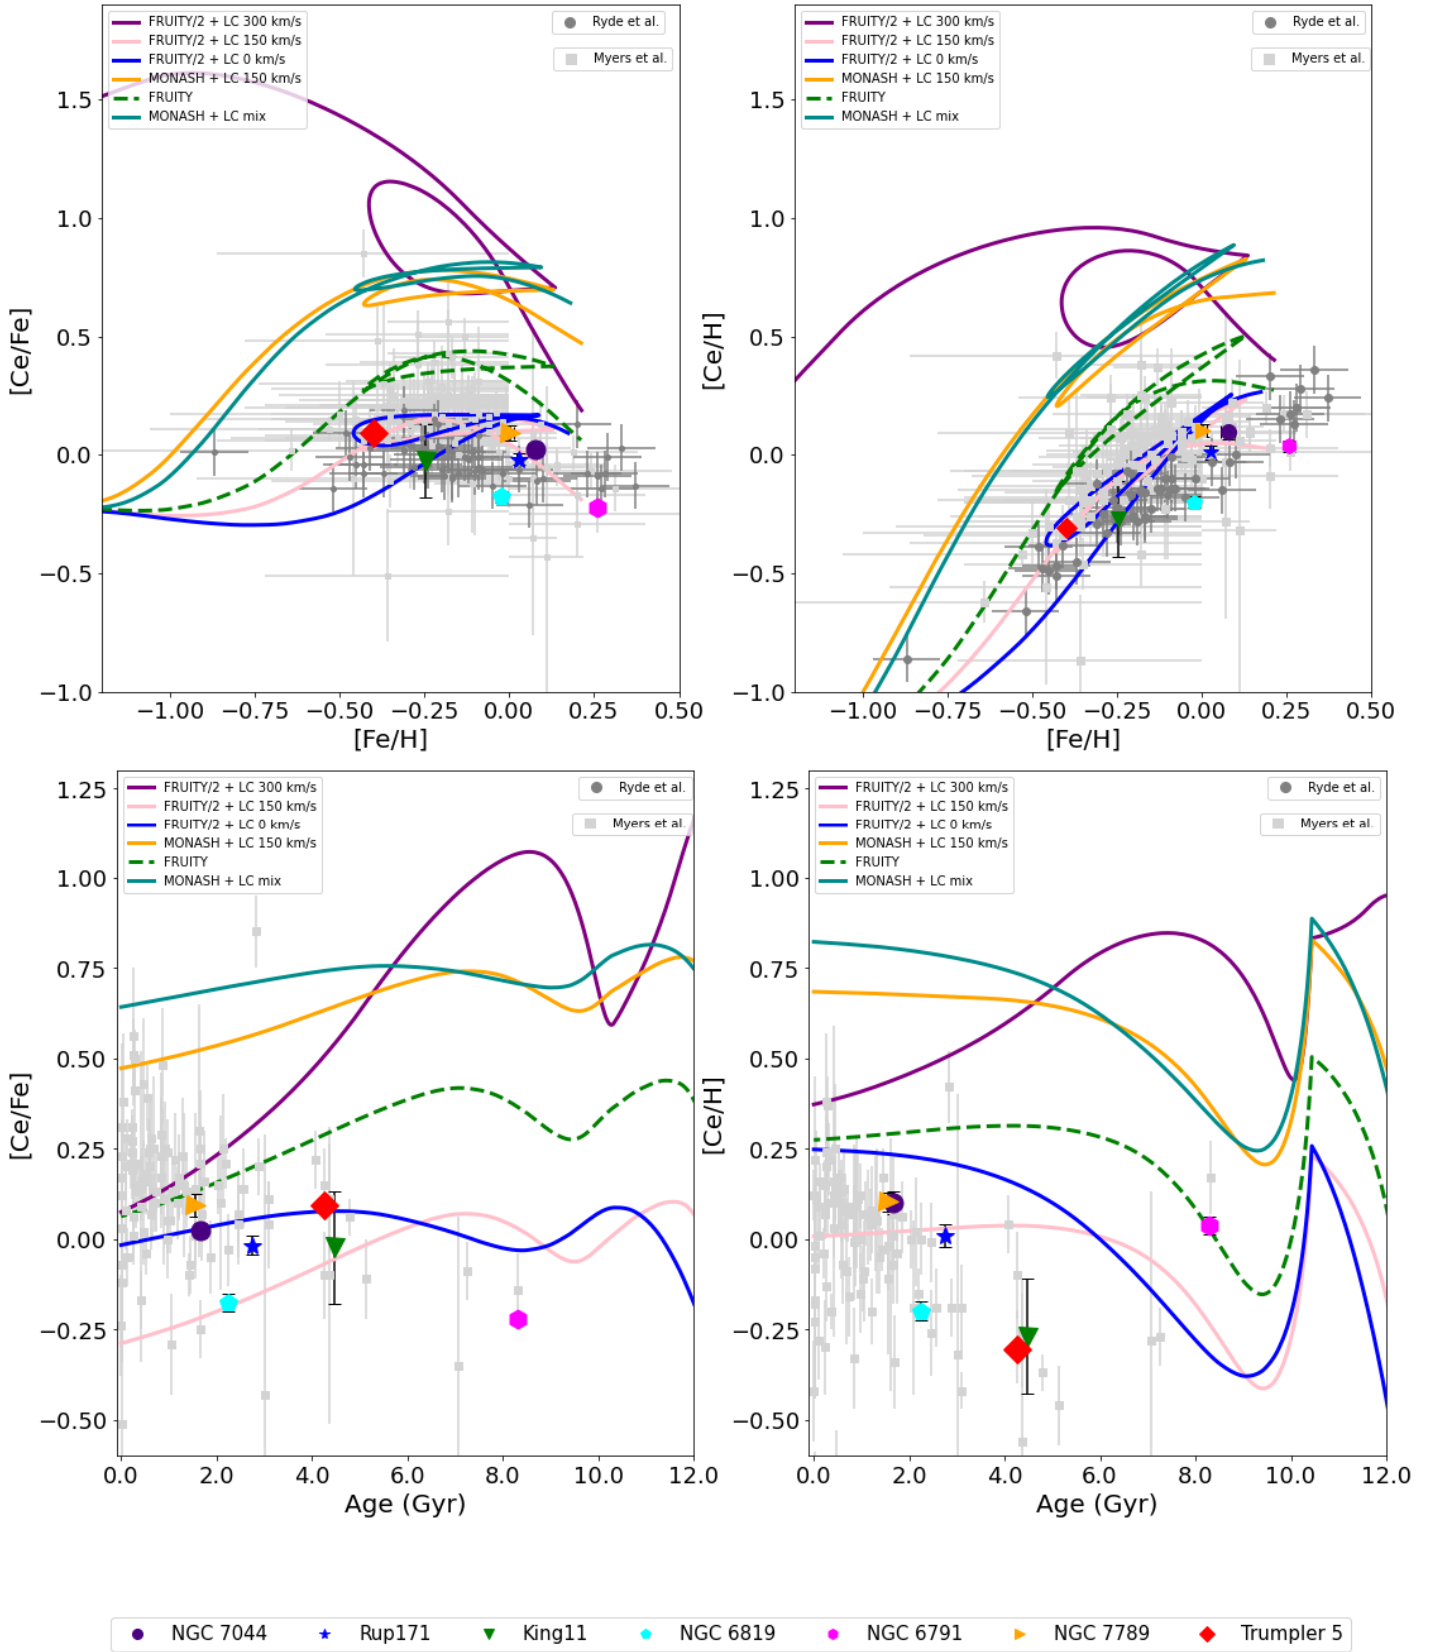 FRUITY/2 + LC 300 km/s
FRUITY/2 + LC 150 km/s
FRUITY/2 + LC 0 km/s
MONASH + LC 150 km/s
FRUITY
MONASH + LC mix
Ryde et al.
Myers et al.
1.5
1.0
0.5
0.0
−0.5
−1.0
[Ce/Fe]
−1.00 −0.75 −0.50 −0.25 0.00 0.25 0.50
[Fe/H]
FRUITY/2 + LC 300 km/s
FRUITY/2 + LC 150 km/s
FRUITY/2 + LC 0 km/s
MONASH + LC 150 km/s
FRUITY
MONASH + LC mix
Ryde et al.
Myers et al.
1.5
1.0
0.5
0.0
−0.5
−1.0
[Ce/H]
−1.00 −0.75 −0.50 −0.25 0.00 0.25 0.50
[Fe/H]
FRUITY/2 + LC 300 km/s
FRUITY/2 + LC 150 km/s
FRUITY/2 + LC 0 km/s
MONASH + LC 150 km/s
FRUITY
MONASH + LC mix
Ryde et al.
Myers et al.
1.25
1.00
0.75
0.50
0.25
0.00
−0.25
−0.50
[Ce/Fe]
0.0 2.0 4.0 6.0 8.0 10.0 12.0
Age (Gyr)
FRUITY/2 + LC 300 km/s
FRUITY/2 + LC 150 km/s
FRUITY/2 + LC 0 km/s
MONASH + LC 150 km/s
FRUITY
MONASH + LC mix
Ryde et al.
Myers et al.
1.25
1.00
0.75
0.50
0.25
0.00
−0.25
−0.50
[Ce/H]
0.0 2.0 4.0 6.0 8.0 10.0 12.0
Age (Gyr)
NGC 7044 Rup171 King11 NGC 6819 NGC 6791 NGC 7789 Trumpler 5